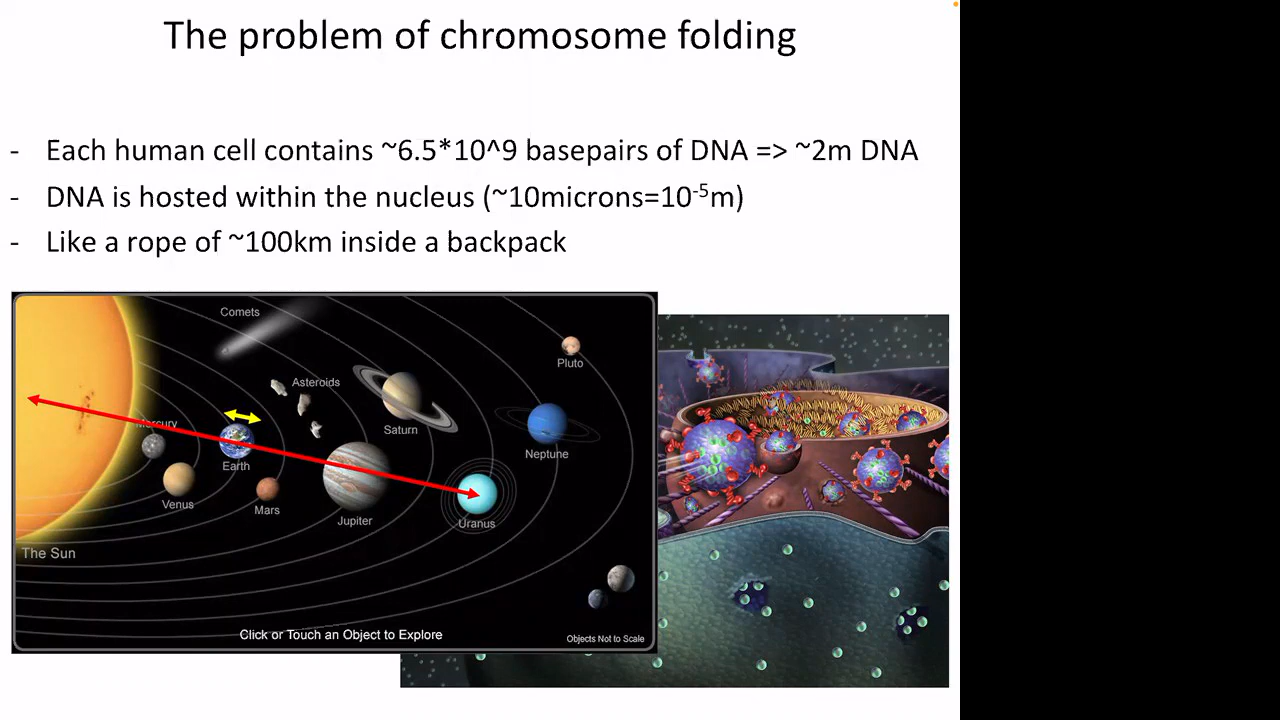 The problem of chromosome folding
- Each human cell contains ~6.5*10^9 basepairs of DNA => ~2m DNA
- DNA is hosted within the nucleus (~10microns=10⁻⁵m)
- Like a rope of ~100km inside a backpack
Comets
Pluto
Asteroids
Mercury
Saturn
Neptune
Earth
Venus
Mars
Jupiter
Uranus
The Sun
Click or Touch an Object to Explore
Objects Not to Scale